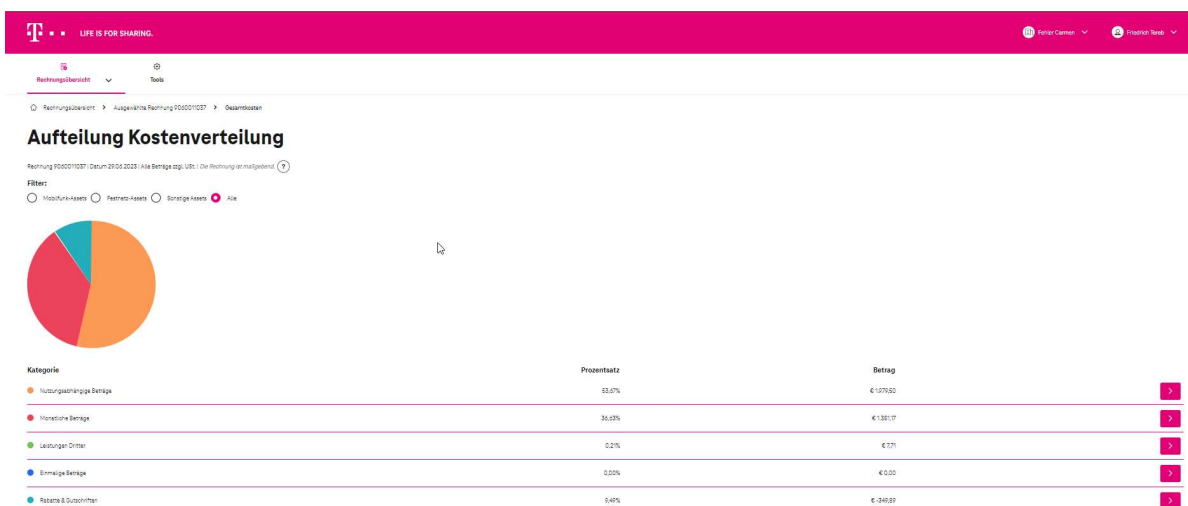 T LIFE IS FOR SHARING.
Fehler Carmen Friedrich Tereb
Rechnungsübersicht Tools
Rechnungsübersicht > Ausgewählte Rechnung 9060011037 > Gesamtkosten
Aufteilung Kostenverteilung
Rechnung 9060011037 | Datum 29.06.2023 | Alle Beträge zzgl. USt. | Die Rechnung ist maßgebend. ?
Filter:
Mobilfunk-Assets Festnetz-Assets Sonstige Assets Alle
Kategorie Prozentsatz Betrag
Nutzungsabhängige Beträge 53,67% € 1.979,50
Monatliche Beträge 36,63% € 1.351,17
Leistungen Dritter 0,21% € 7,71
Einmalige Beträge 0,00% € 0,00
Rabatte & Gutschriften 9,49% € -349,89